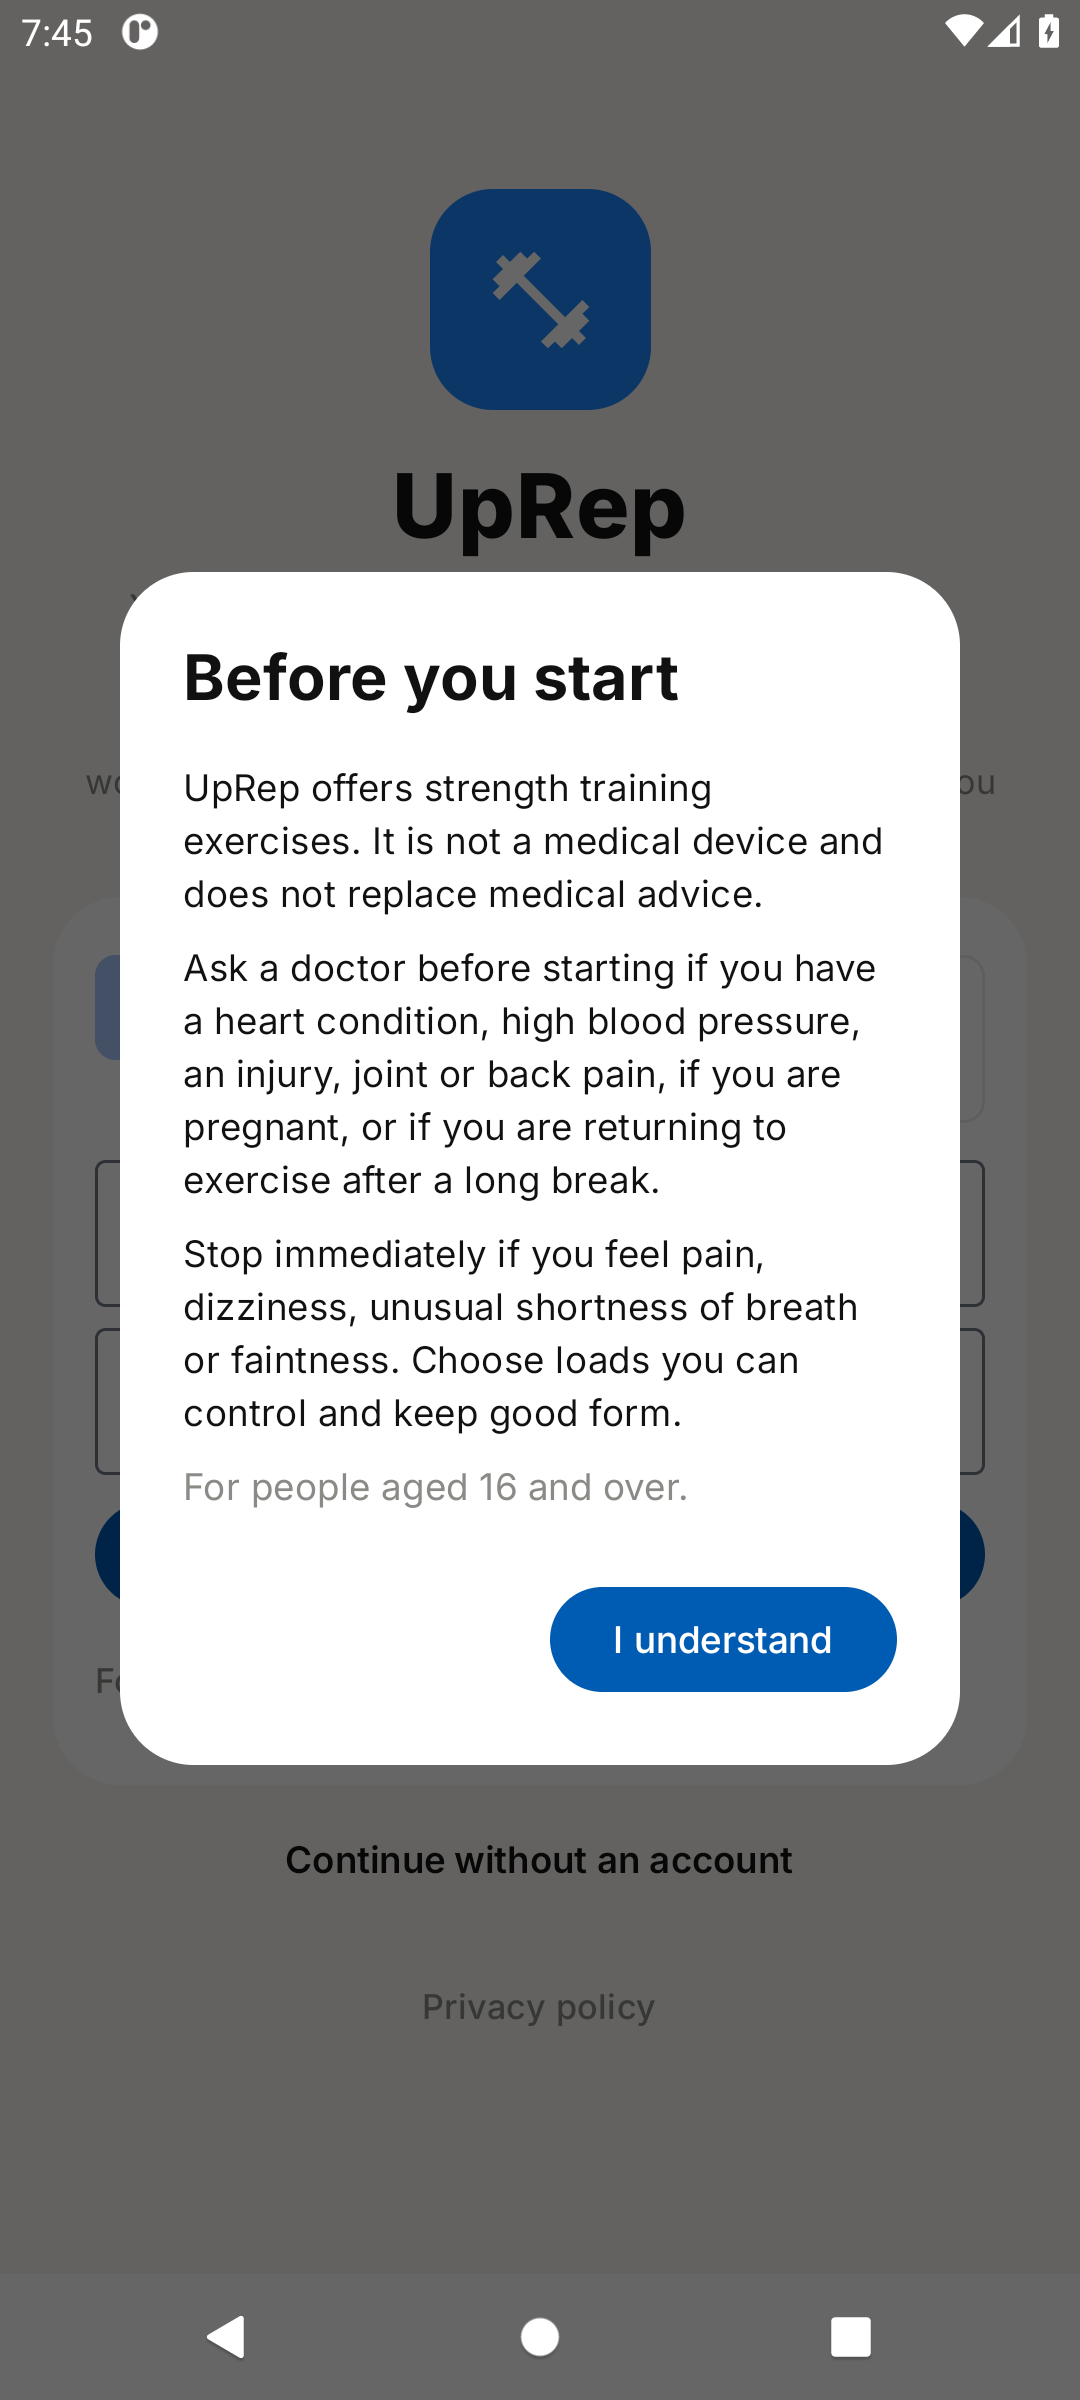 7:45
UpRep
Before you start
UpRep offers strength training
exercises. It is not a medical device and
does not replace medical advice.
Ask a doctor before starting if you have
a heart condition, high blood pressure,
an injury, joint or back pain, if you are
pregnant, or if you are returning to
exercise after a long break.
Stop immediately if you feel pain,
dizziness, unusual shortness of breath
or faintness. Choose loads you can
control and keep good form.
For people aged 16 and over.
I understand
Continue without an account
Privacy policy